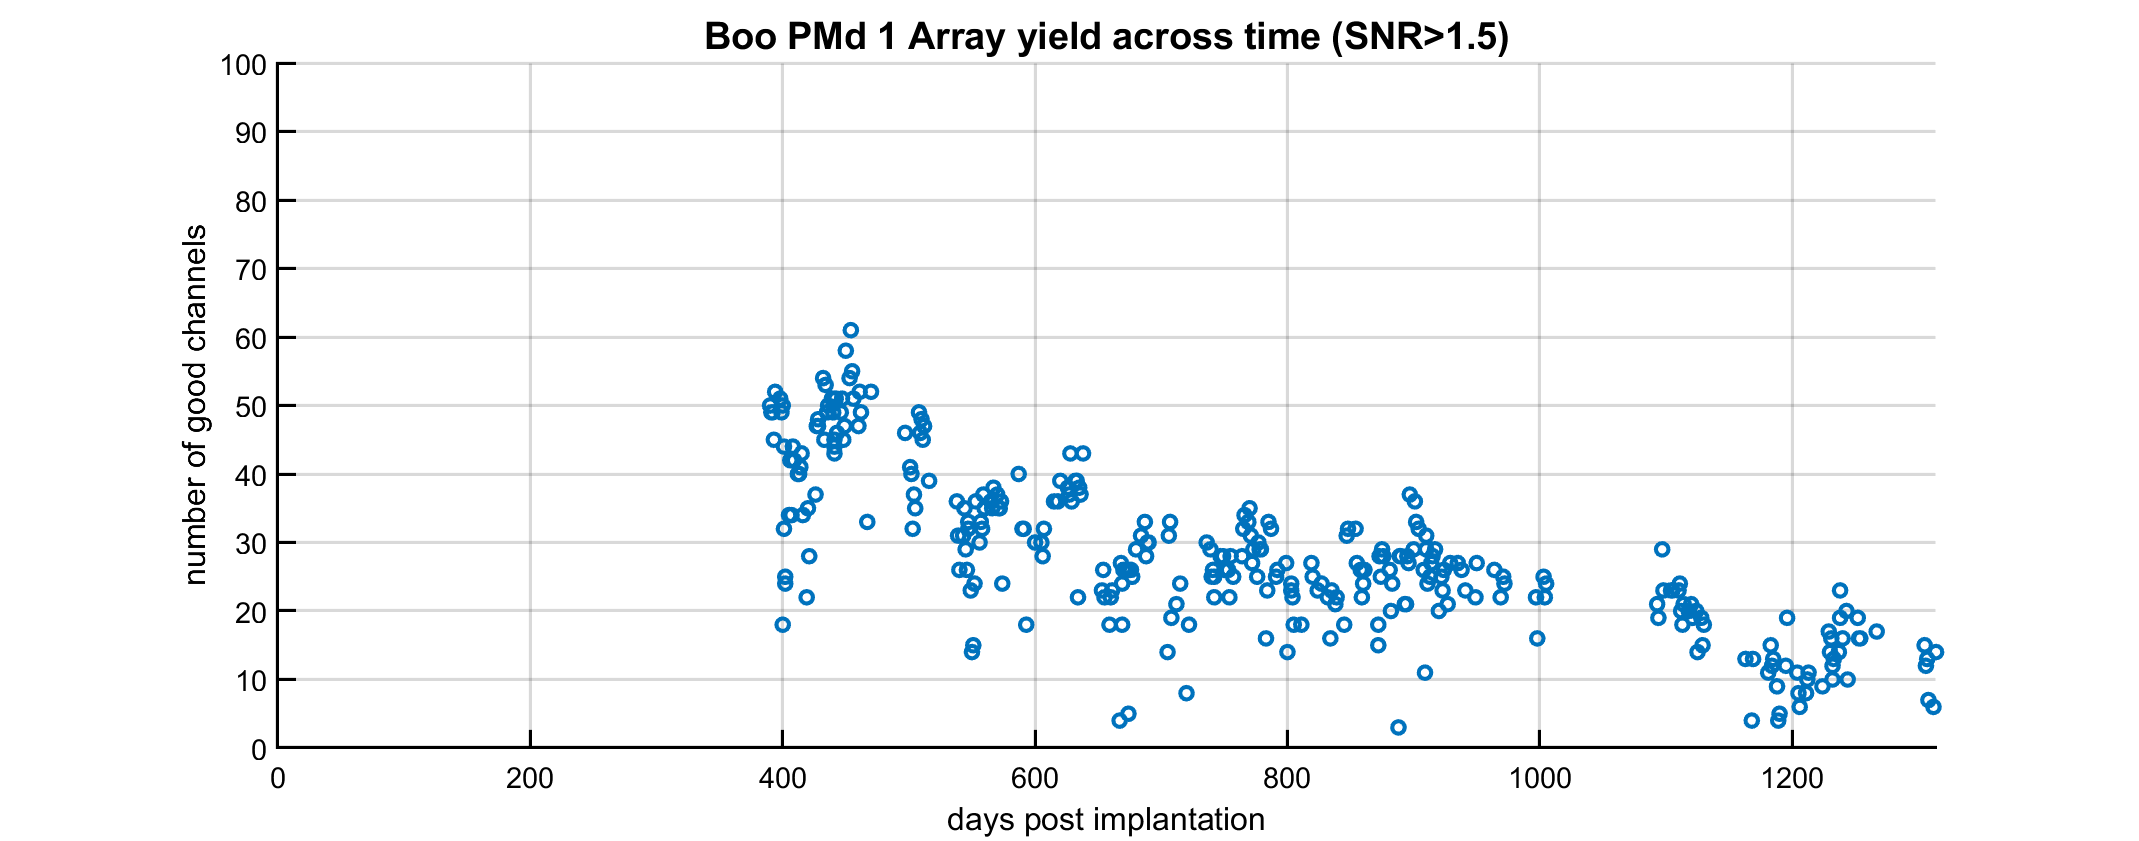 Boo PMd 1 Array yield across time (SNR>1.5)
number of good channels
100
90
80
70
60
50
40
30
20
10
0
0 200 400 600 800 1000 1200
days post implantation